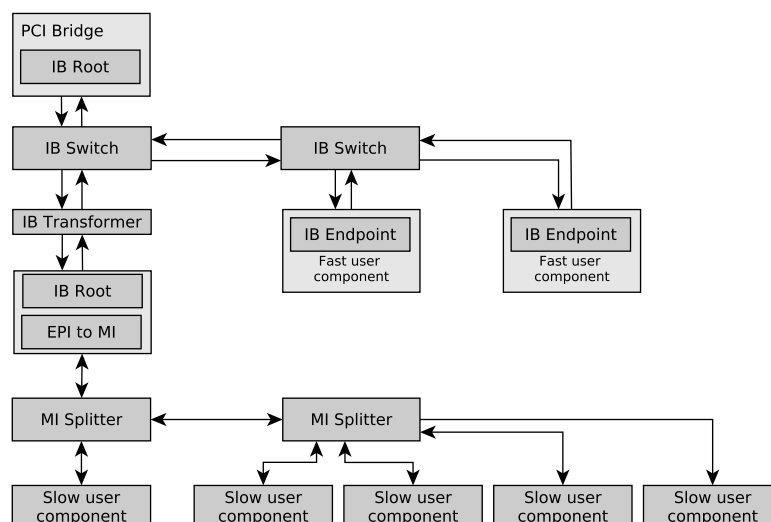 PCI Bridge
IB Root
IB Switch
IB Switch
IB Transformer
IB Endpoint
Fast user
component
IB Endpoint
Fast user
component
IB Root
EPI to MI
MI Splitter
MI Splitter
Slow user
component
Slow user
component
Slow user
component
Slow user
component
Slow user
component